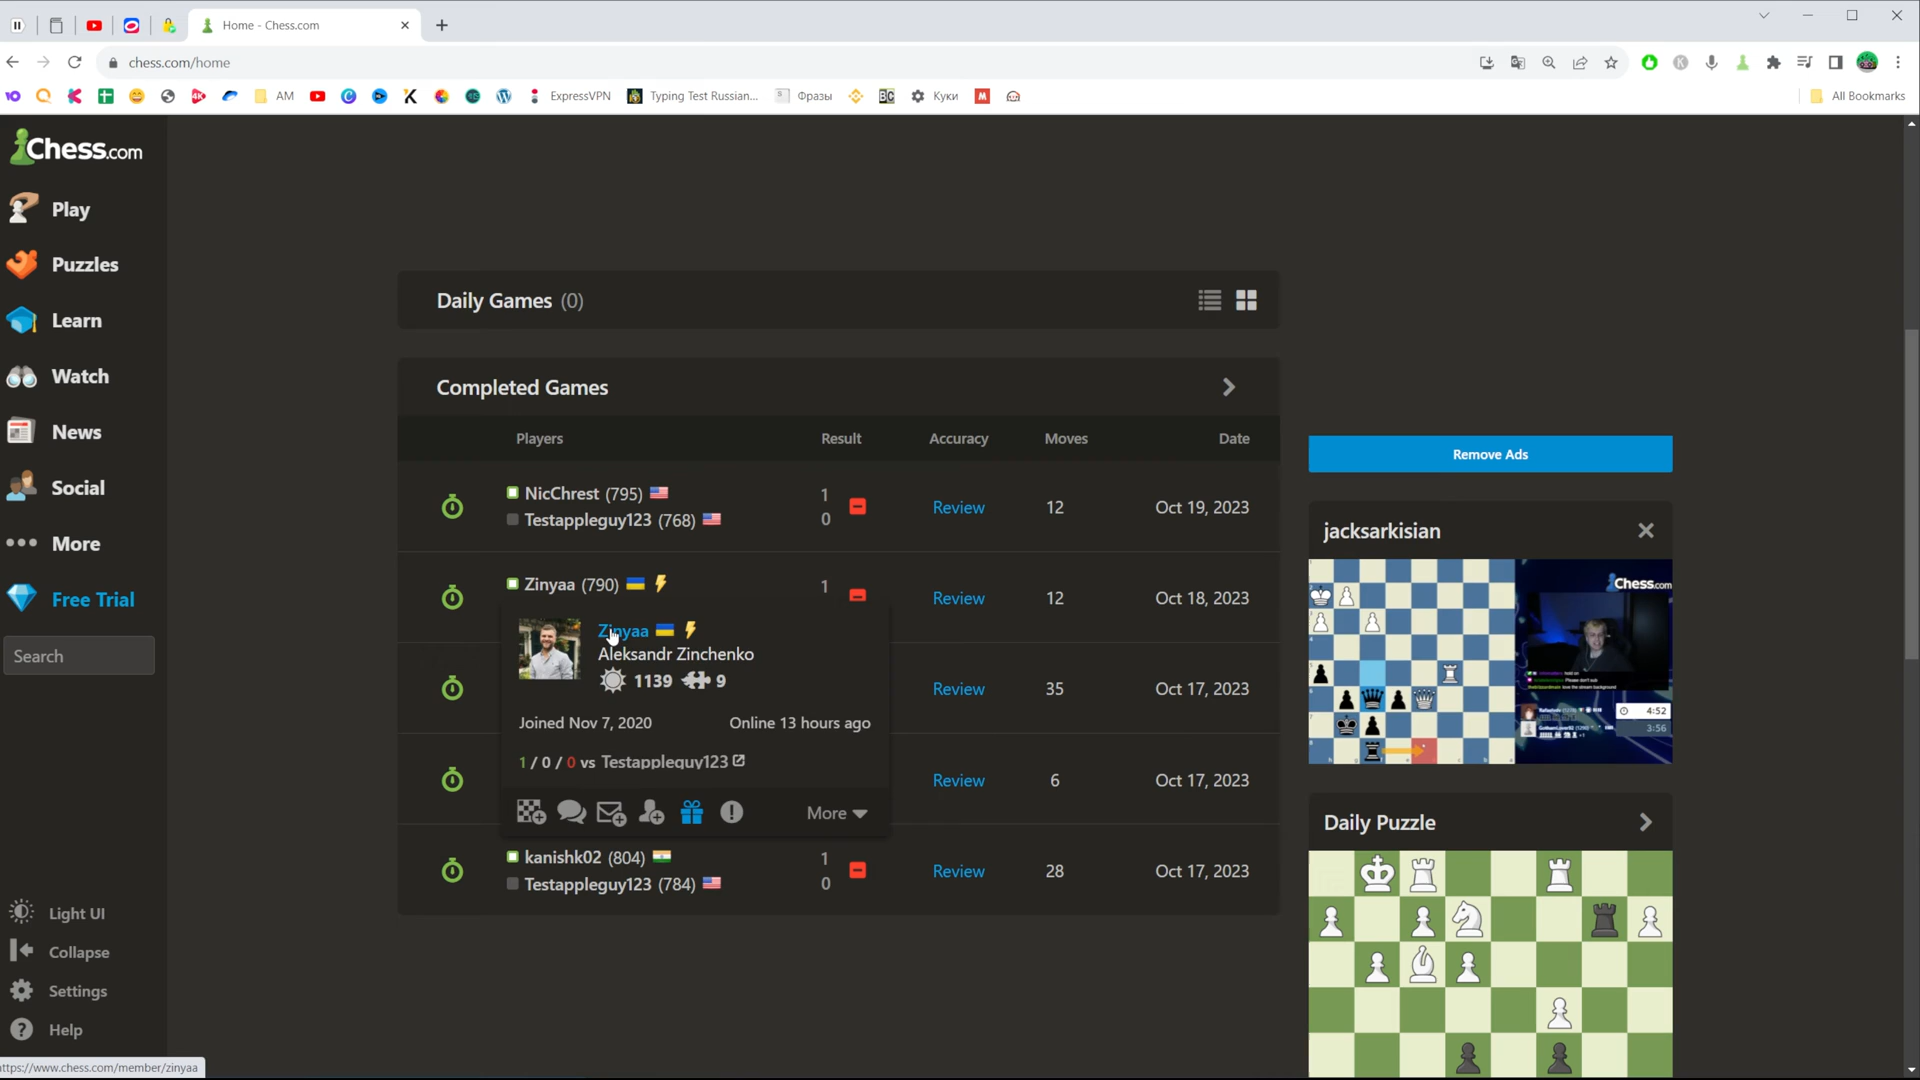 Home - Chess.com
chess.com/home
AM
ExpressVPN
Typing Test Russian...
Фразы
Куки
All Bookmarks
Chess.com
Play
Puzzles
Learn
Watch
News
Social
More
Free Trial
Search
Light UI
Collapse
Settings
Help
https://www.chess.com/member/zinyaa
Daily Games (0)
Completed Games
Players Result Accuracy Moves Date
NicChrest (795) 1
Testappleguy123 (768) 0
Review 12 Oct 19, 2023
Zinyaa (790) 1
Review 12 Oct 18, 2023
Zinyaa
Aleksandr Zinchenko
1139 9
Joined Nov 7, 2020 Online 13 hours ago
1 / 0 / 0 vs Testappleguy123
More
Review 35 Oct 17, 2023
Review 6 Oct 17, 2023
kanishk02 (804) 1
Testappleguy123 (784) 0
Review 28 Oct 17, 2023
Remove Ads
jacksarkisian
Chess.com
4:52
3:56
Daily Puzzle